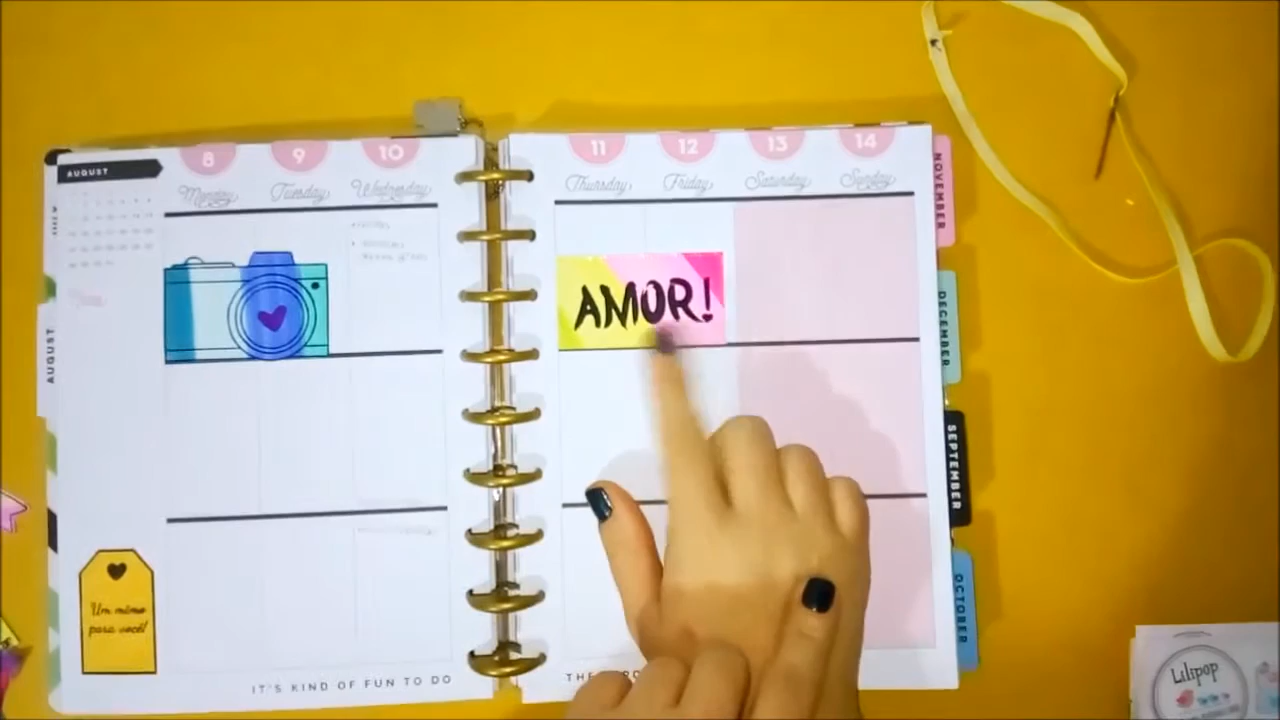 AUGUST
8
9
10
Monday
Tuesday
Wednesday
11
12
13
14
Thursday
Friday
Saturday
Sunday
AMOR!
AUGUST
Um mimo
para você!
IT'S KIND OF FUN TO DO
NOVEMBER
DECEMBER
SEPTEMBER
OCTOBER
Lilipop